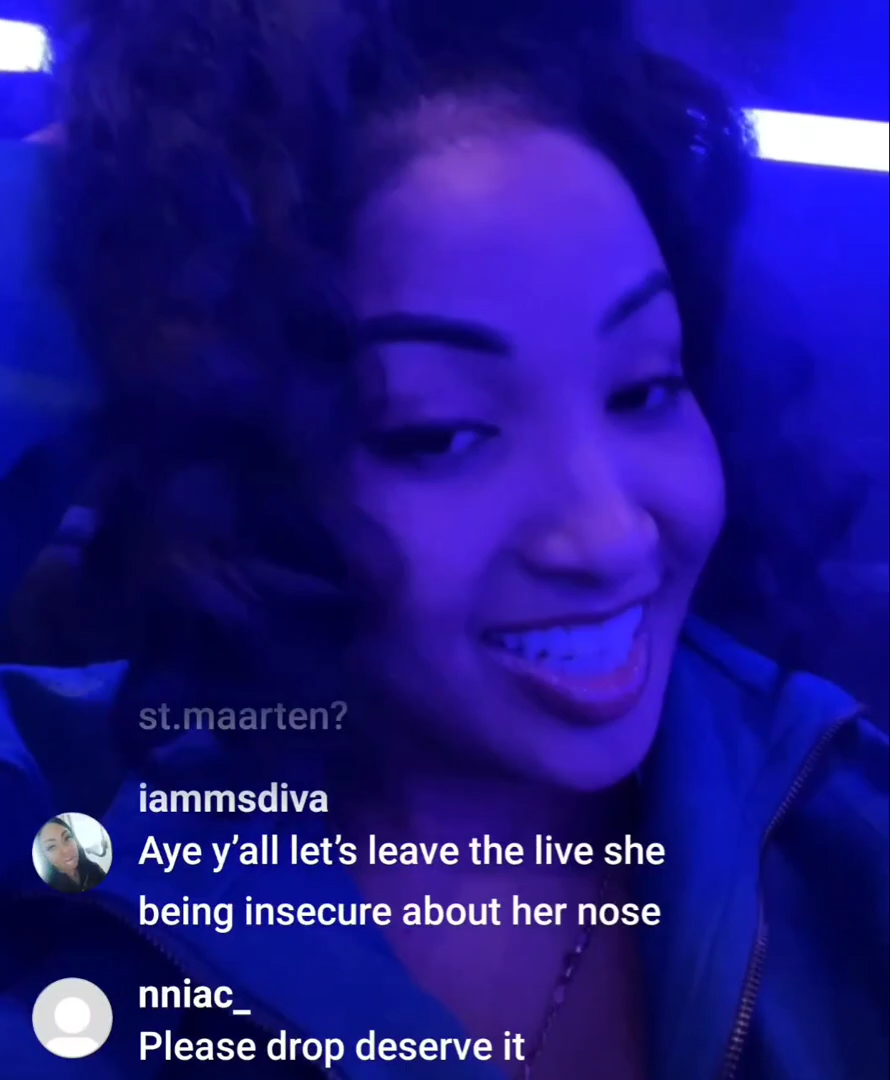 st.maarten?
iammsdiva
Aye y’all let’s leave the live she
being insecure about her nose
nniac_
Please drop deserve it